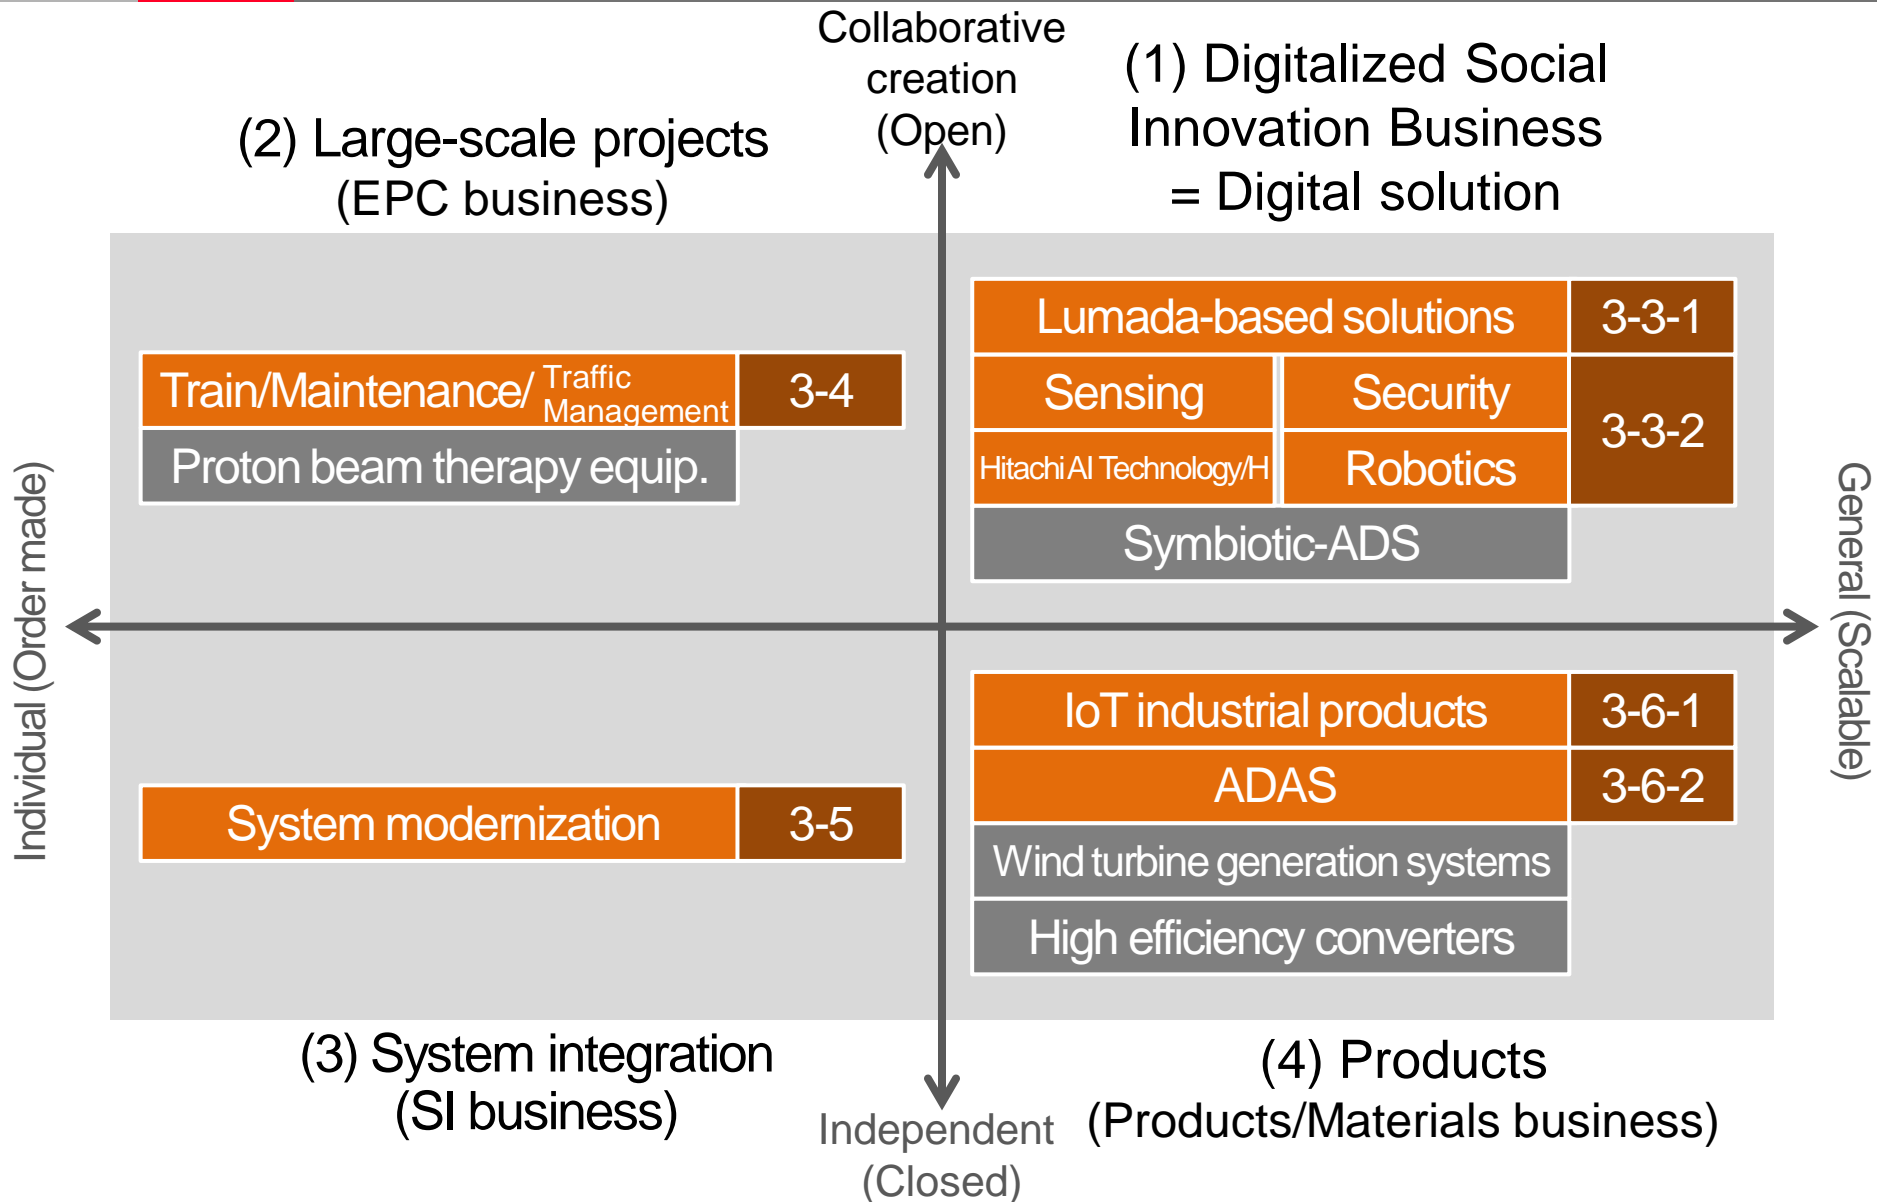 Collaborative
creation
(Open)
(1) Digitalized Social
Innovation Business
= Digital solution
(2) Large-scale projects
(EPC business)
Lumada-based solutions
3-3-1
Sensing
Security
3-3-2
Hitachi AI Technology/H
Robotics
Symbiotic-ADS
Train/Maintenance/
Traffic
Management
3-4
Proton beam therapy equip.
Individual (Order made)
General (Scalable)
IoT industrial products
3-6-1
ADAS
3-6-2
Wind turbine generation systems
High efficiency converters
System modernization
3-5
(3) System integration
(SI business)
(4) Products
(Products/Materials business)
Independent
(Closed)